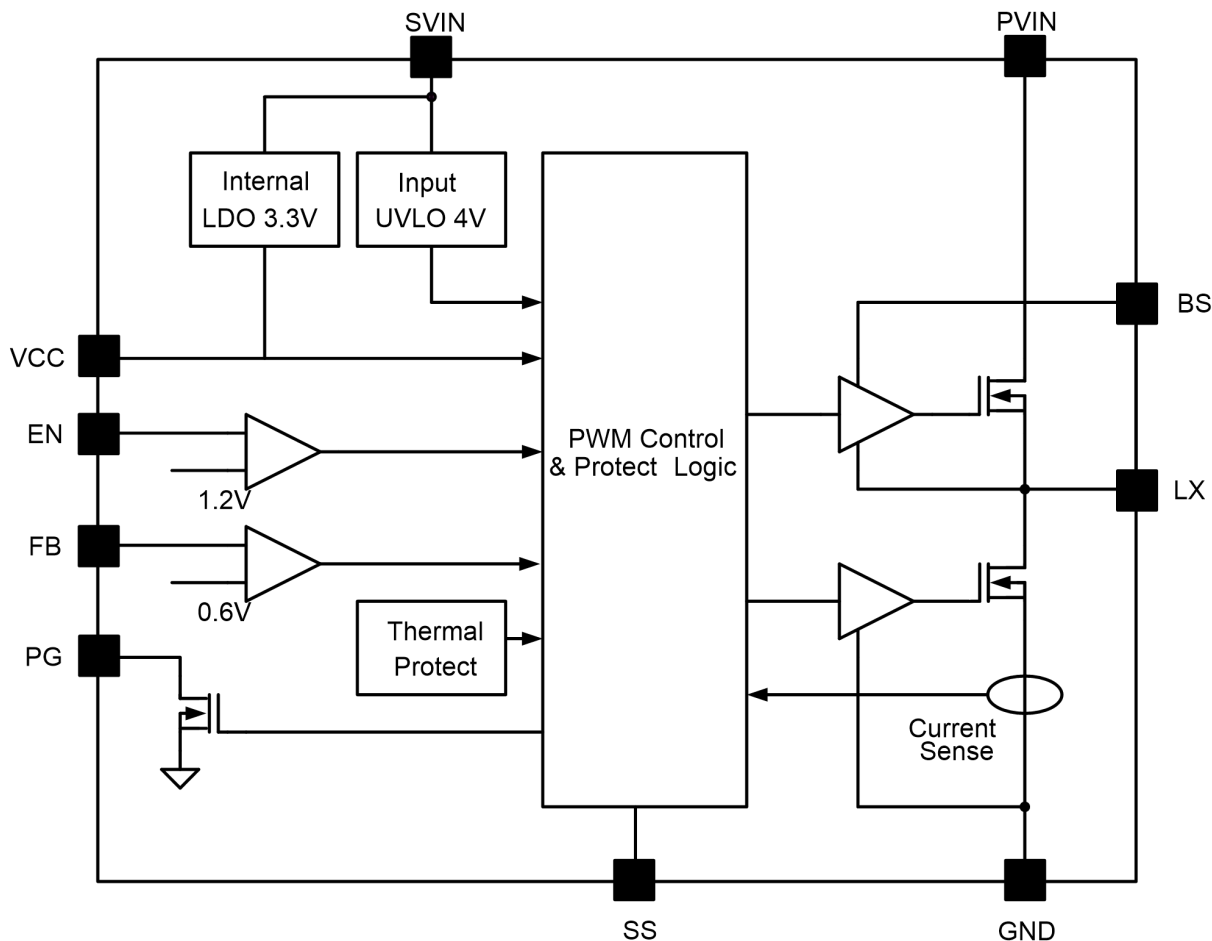 SVIN
PVIN
Internal
LDO 3.3V
Input
UVLO 4V
BS
VCC
EN
1.2V
PWM Control
& Protect Logic
LX
FB
0.6V
Thermal
Protect
PG
Current
Sense
SS
GND